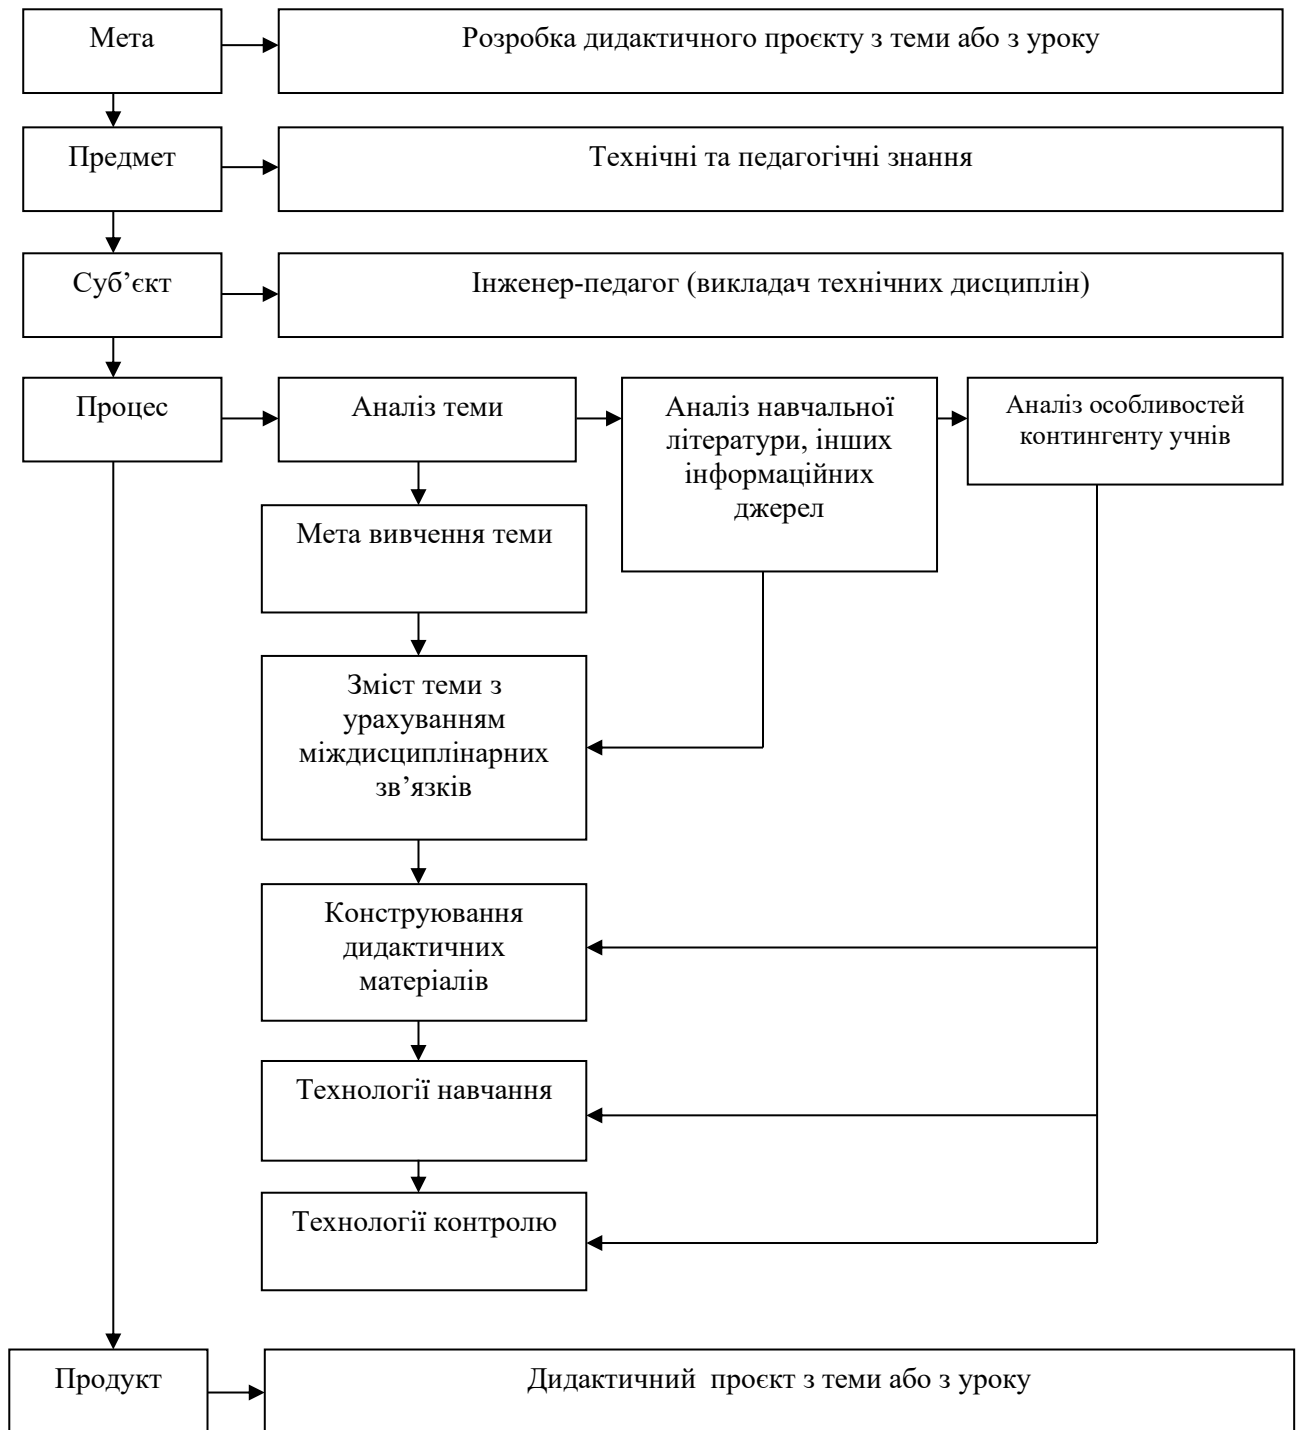 Мета
Розробка дидактичного проєкту з теми або з уроку
Предмет
Технічні та педагогічні знання
Суб’єкт
Інженер-педагог (викладач технічних дисциплін)
Процес
Аналіз теми
Аналіз навчальної
літератури, інших
інформаційних
джерел
Аналіз особливостей
контингенту учнів
Мета вивчення теми
Зміст теми з
урахуванням
міждисциплінарних
зв’язків
Конструювання
дидактичних
матеріалів
Технології навчання
Технології контролю
Продукт
Дидактичний проєкт з теми або з уроку